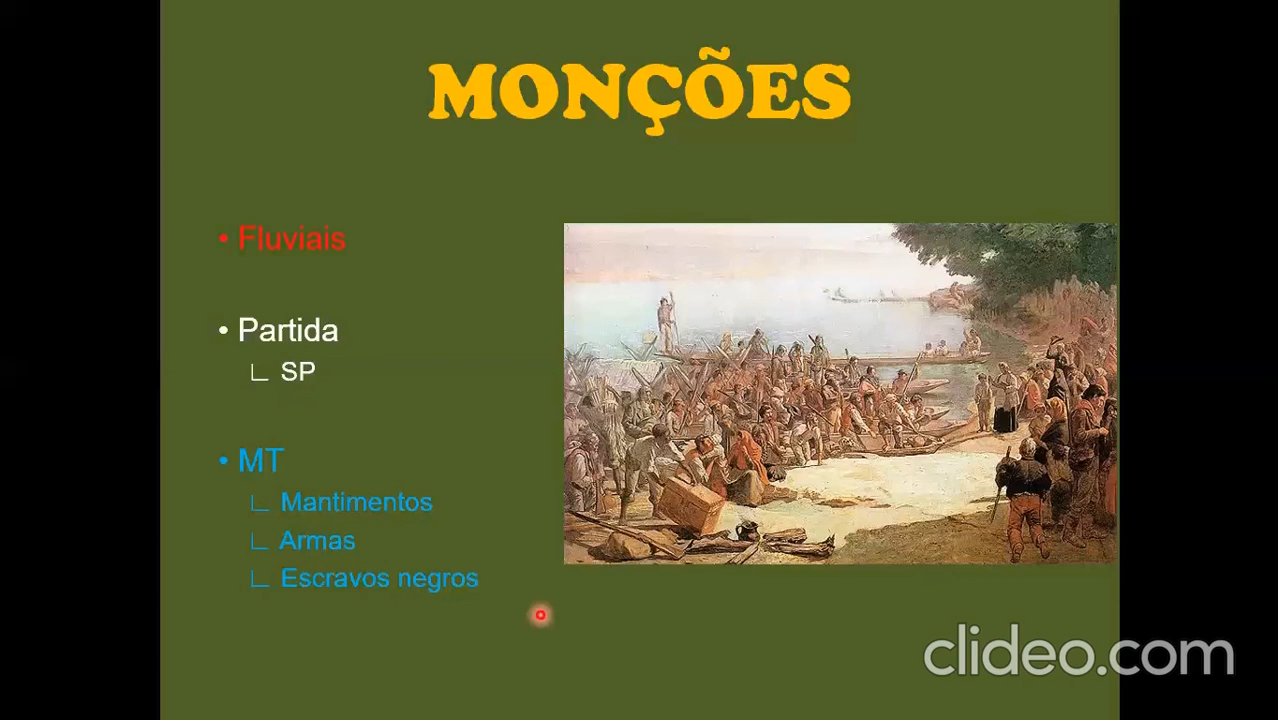 MONÇÕES
• Fluviais
• Partida
∟ SP
• MT
∟ Mantimentos
∟ Armas
∟ Escravos negros
clideo.com